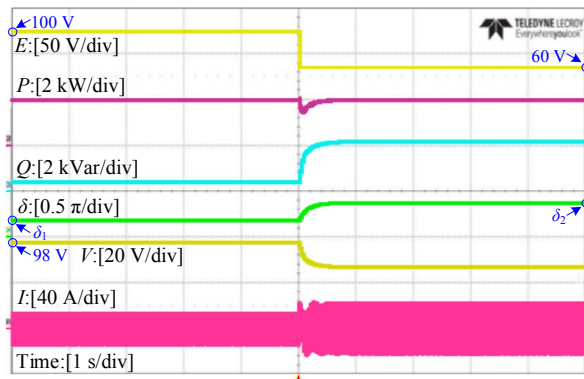 100 V
TELEDYNE LECROY
Everywhereyoulook™
E:[50 V/div]
60 V
P:[2 kW/div]
Q:[2 kVar/div]
δ:[0.5 π/div]
δ₁
δ₂
98 V
V:[20 V/div]
I:[40 A/div]
Time:[1 s/div]